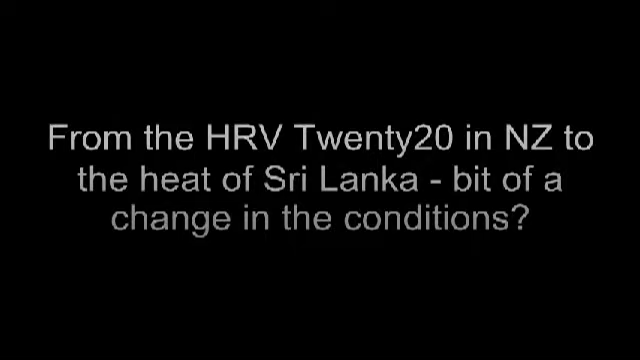 From the HRV Twenty20 in NZ to
the heat of Sri Lanka - bit of a
change in the conditions?